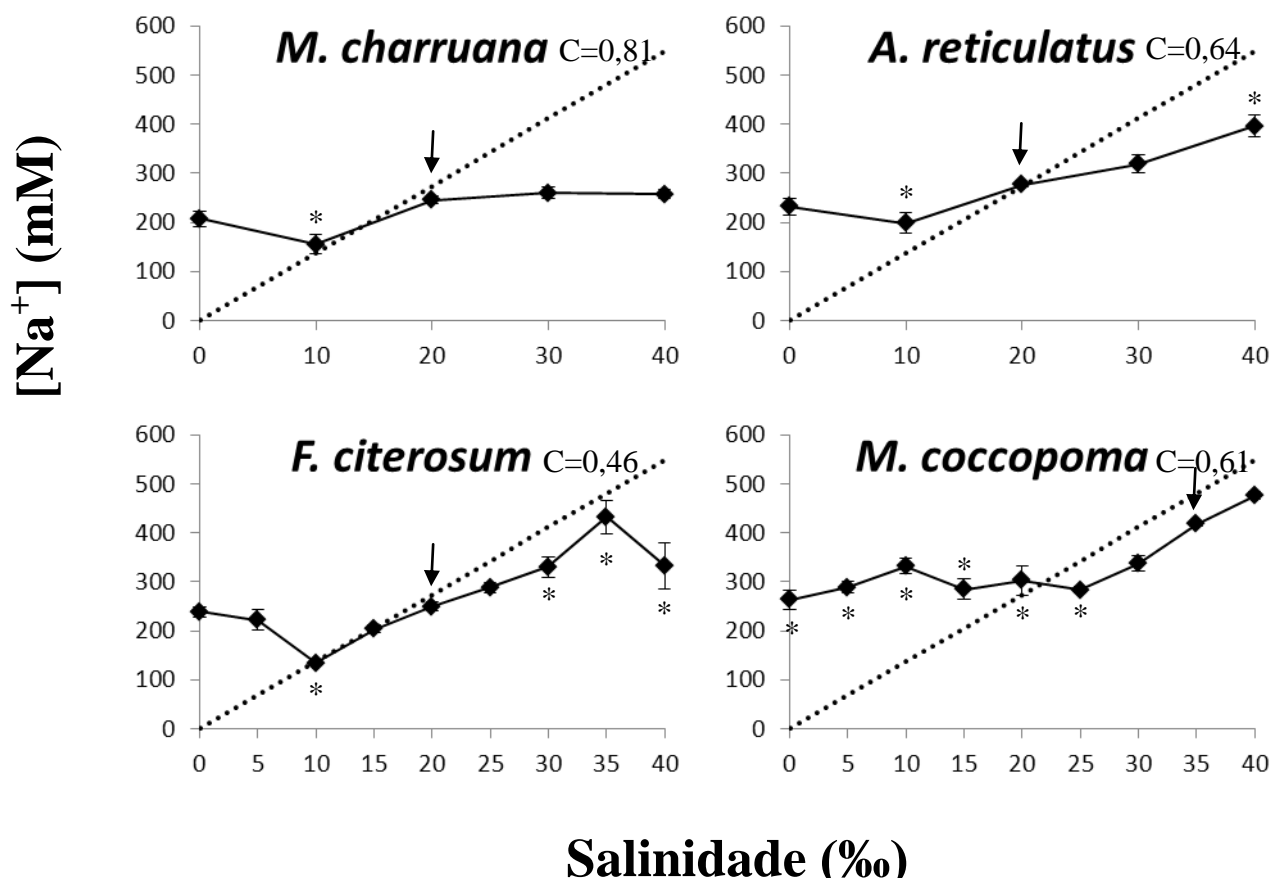 M. charruana C=0,81
600
500
400
300
200
100
0
0 10 20 30 40
*
A. reticulatus C=0,64
600
500
400
300
200
100
0
0 10 20 30 40
* *
[Na+] (mM)
F. citerosum C=0,46
600
500
400
300
200
100
0
0 5 10 15 20 25 30 35 40
* * * *
M. coccopoma C=0,61
600
500
400
300
200
100
0
0 5 10 15 20 25 30 35 40
* * * * * *
Salinidade (‰)